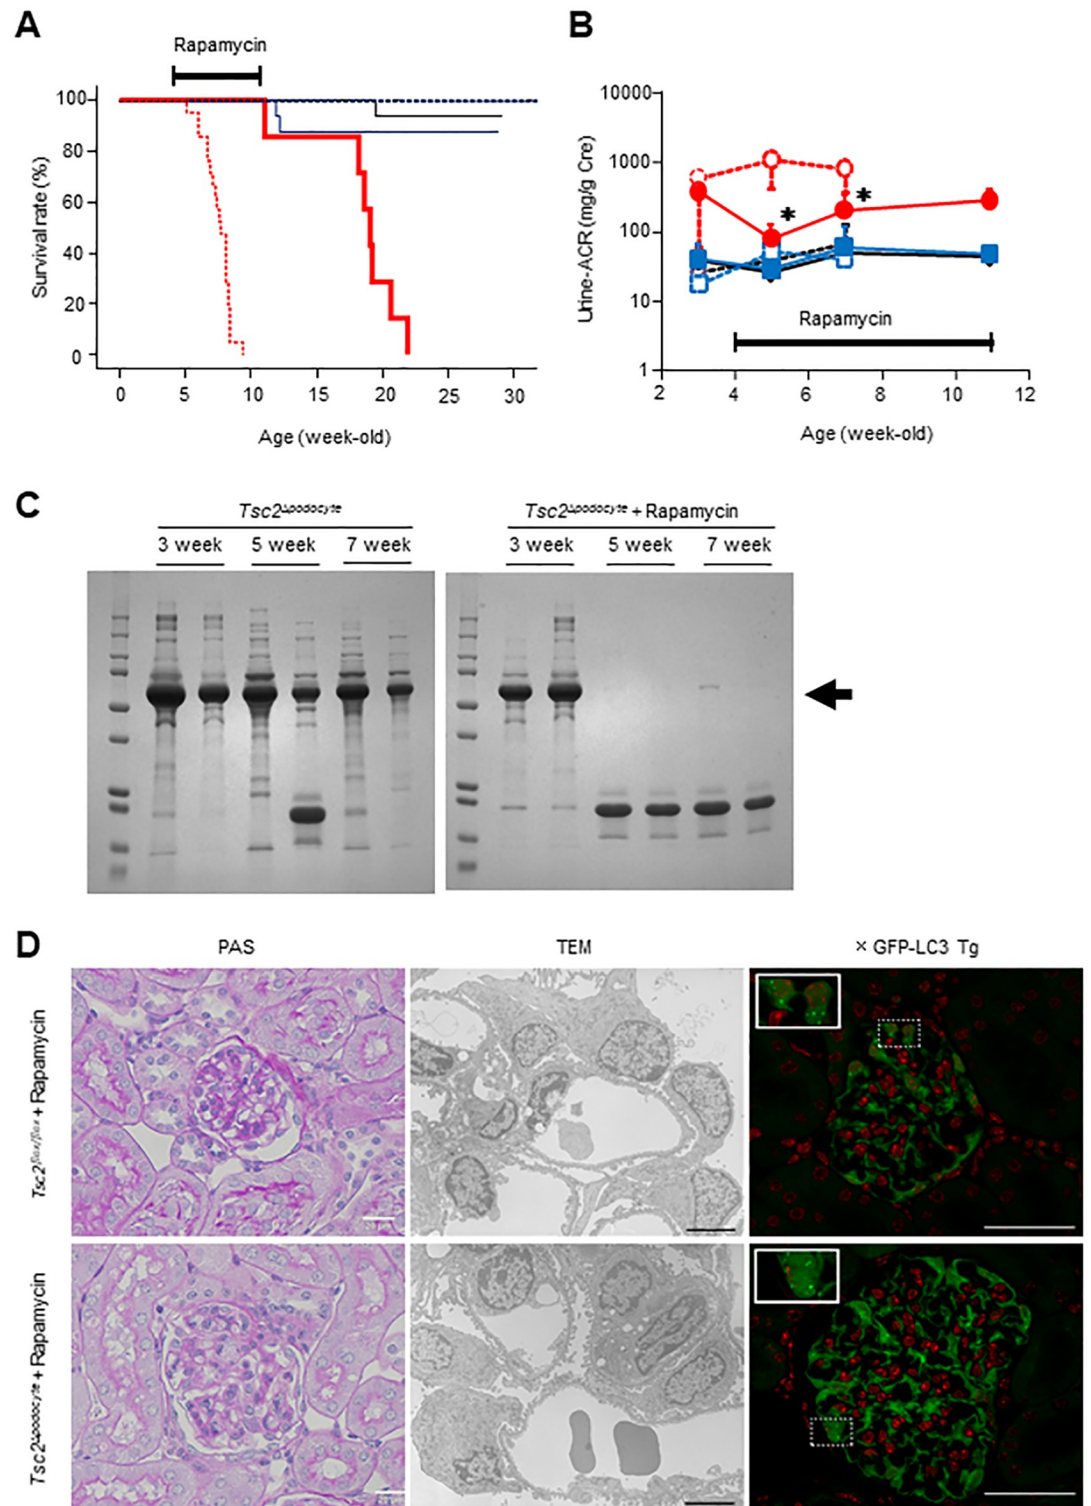 A
Rapamycin
100
80
60
40
20
0
Survival rate (%)
0 5 10 15 20 25 30
Age (week-old)
B
10000
1000
100
10
1
Urine-ACR (mg/g Cre)
*
*
Rapamycin
2 4 6 8 10 12
Age (week-old)
C
Tsc2Δpodocyte
3 week 5 week 7 week
Tsc2Δpodocyte + Rapamycin
3 week 5 week 7 week
D
PAS TEM × GFP-LC3 Tg
Tsc2flox/flox + Rapamycin
Tsc2Δpodocyte + Rapamycin